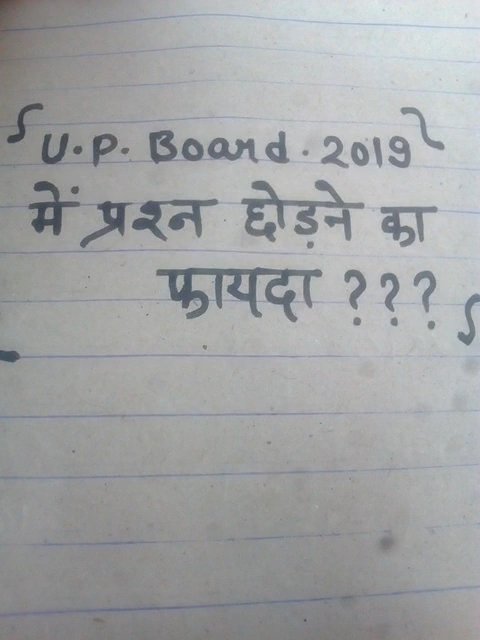 U.P. Board. 2019
में प्रश्न छोड़ने का
फायदा ???